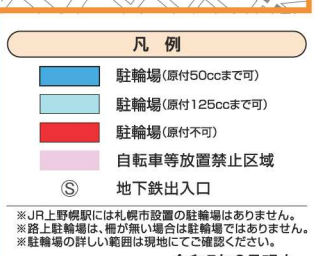 凡 例
駐輪場(原付50ccまで可)
駐輪場(原付125ccまで可)
駐輪場(原付不可)
自転車等放置禁止区域
Ⓢ 地下鉄出入口
※JR上野幌駅には札幌市設置の駐輪場はありません。
※路上駐輪場は、柵が無い場合は駐輪場ではありません。
※駐輪場の詳しい範囲は現地にてご確認ください。